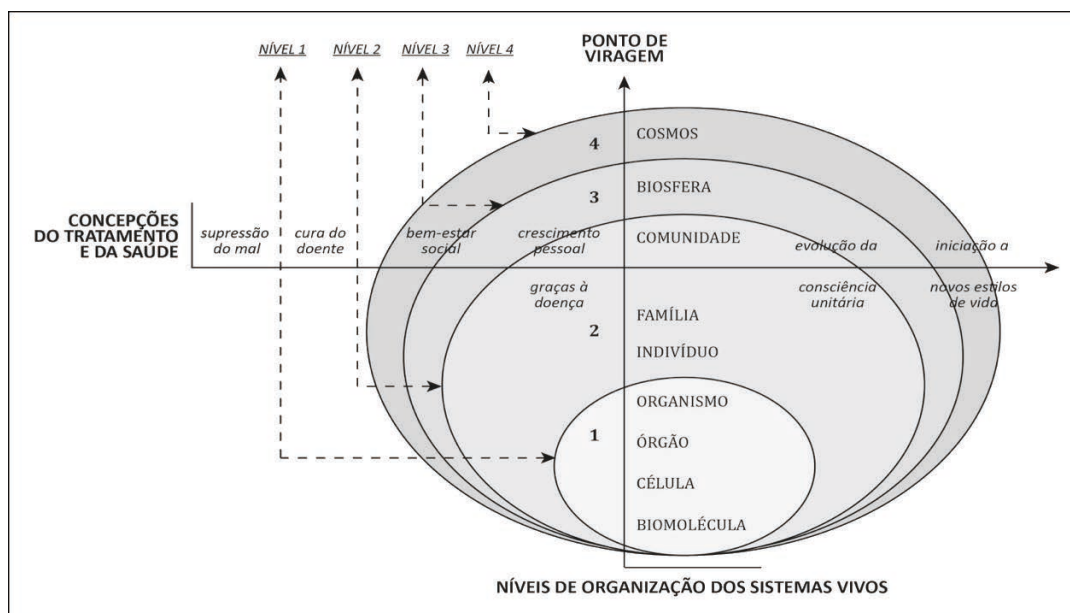 NÍVEL 1
NÍVEL 2
NÍVEL 3
NÍVEL 4
PONTO DE
VIRAGEM
4
COSMOS
3
BIOSFERA
CONCEPÇÕES
DO TRATAMENTO
E DA SAÚDE
supressão
do mal
cura do
doente
bem-estar
social
crescimento
pessoal
COMUNIDADE
evolução da
iniciação a
graças à
doença
consciência
unitária
novos estilos
de vida
2
FAMÍLIA
INDIVÍDUO
1
ORGANISMO
ÓRGÃO
CÉLULA
BIOMOLÉCULA
NÍVEIS DE ORGANIZAÇÃO DOS SISTEMAS VIVOS